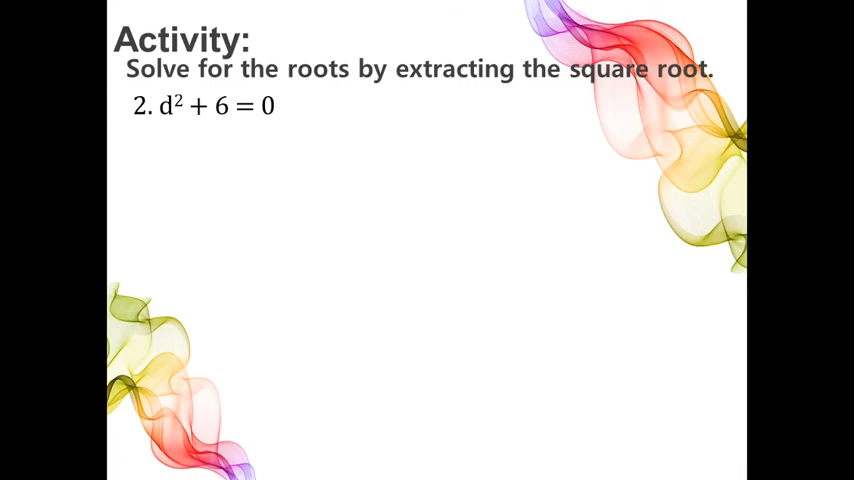 Activity:
Solve for the roots by extracting the square root.
2. d² + 6 = 0